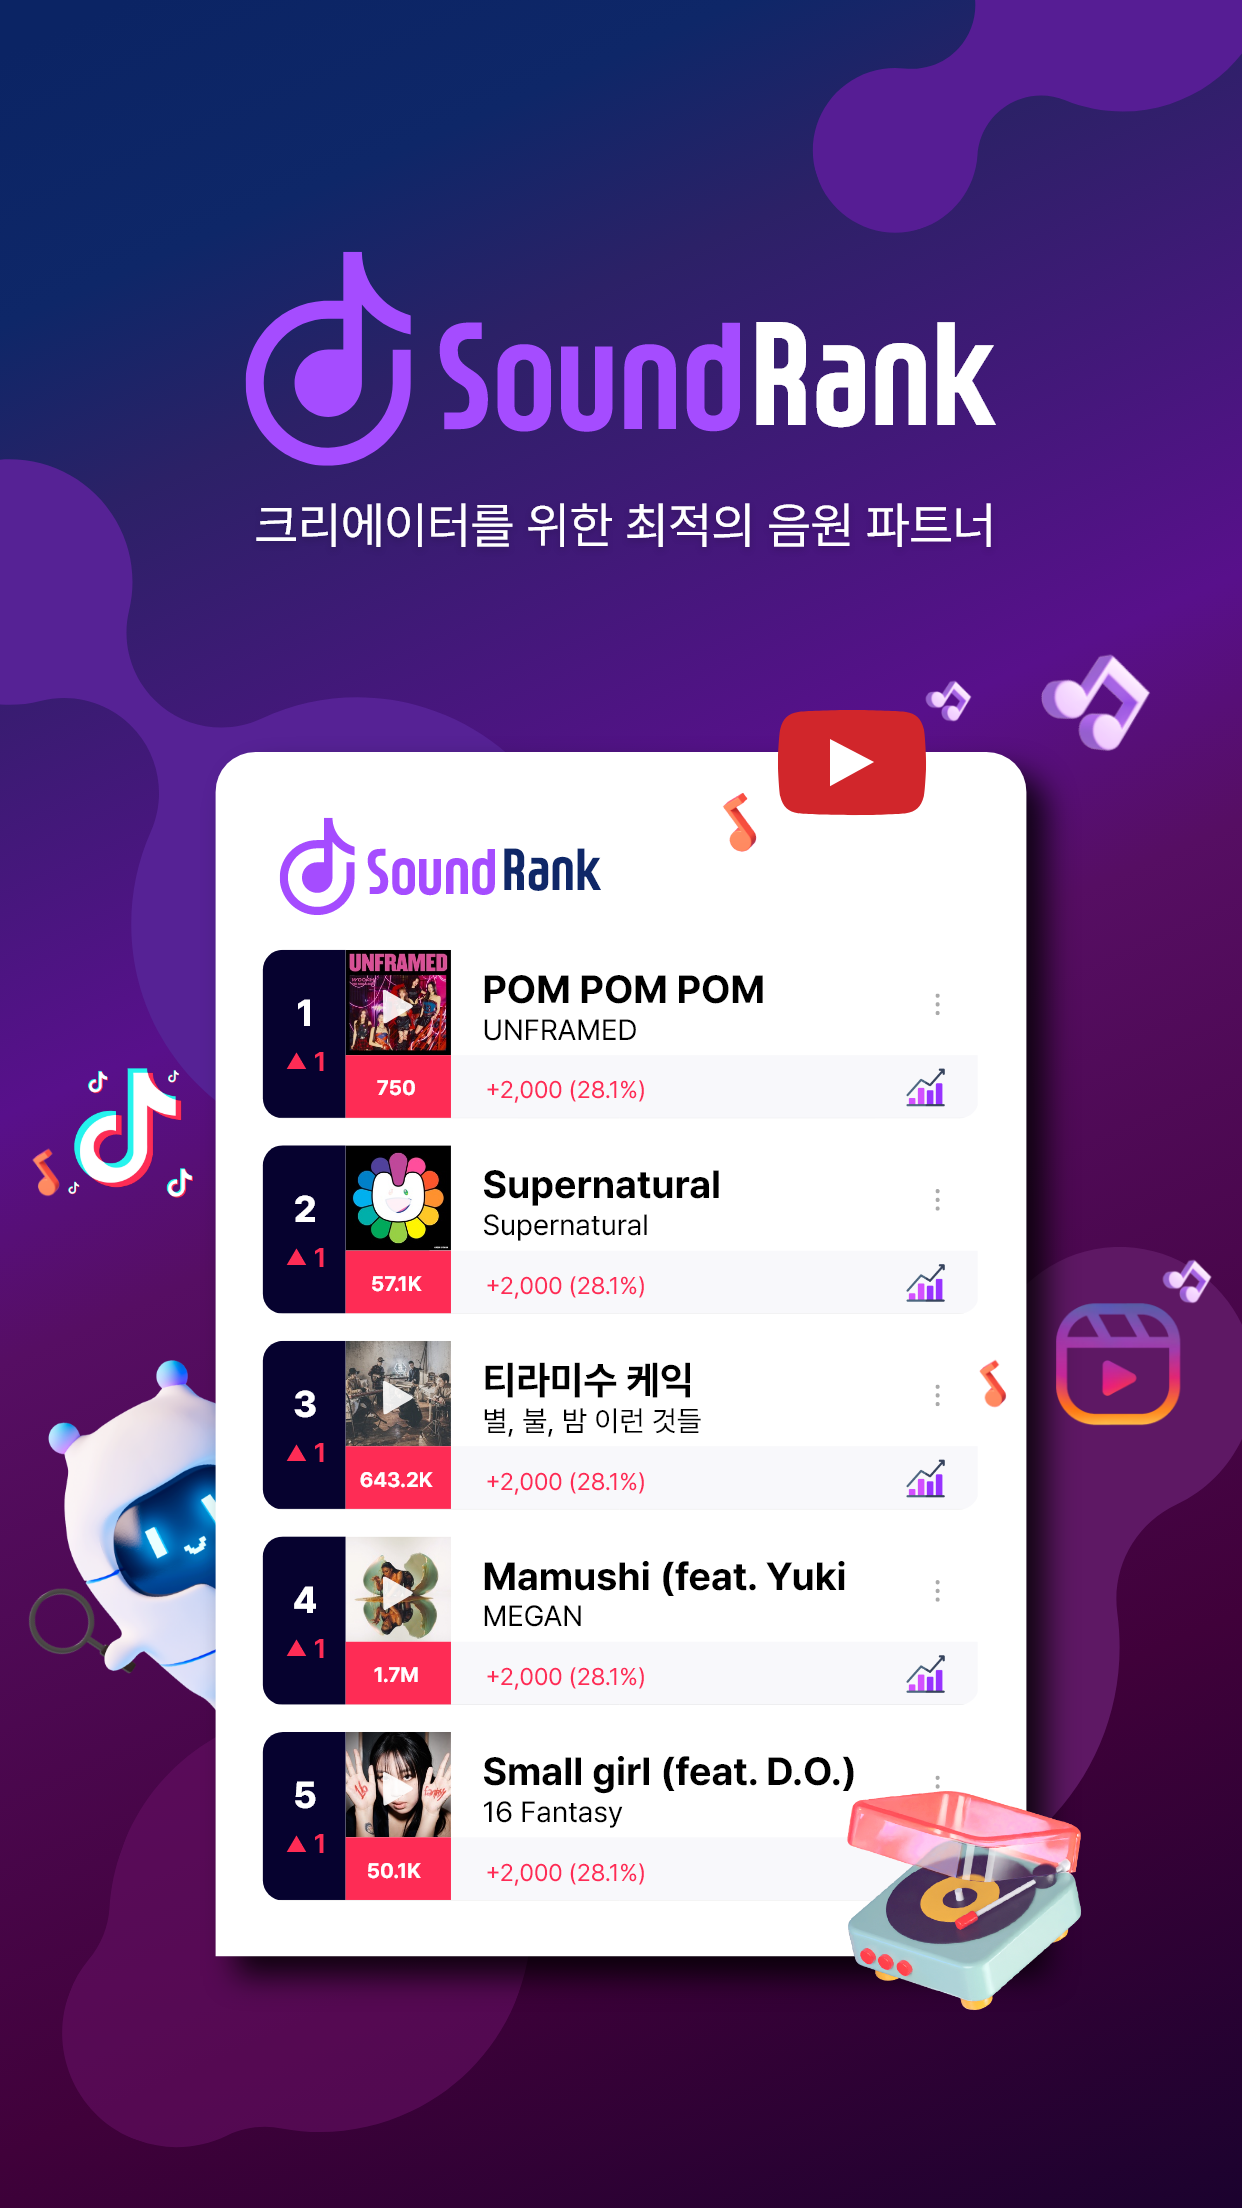 SoundRank
크리에이터를 위한 최적의 음원 파트너
SoundRank
1
▲ 1
UNFRAMED
POM POM POM
UNFRAMED
750
+2,000 (28.1%)
2
▲ 1
Supernatural
Supernatural
57.1K
+2,000 (28.1%)
3
▲ 1
티라미수 케익
별, 불, 밤 이런 것들
643.2K
+2,000 (28.1%)
4
▲ 1
Mamushi (feat. Yuki
MEGAN
1.7M
+2,000 (28.1%)
5
▲ 1
Small girl (feat. D.O.)
16 Fantasy
50.1K
+2,000 (28.1%)